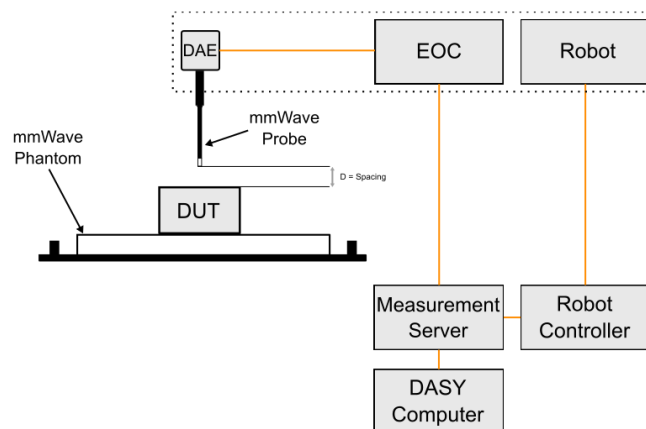 DAE
EOC
Robot
mmWave
Probe
mmWave
Phantom
D = Spacing
DUT
Measurement
Server
Robot
Controller
DASY
Computer